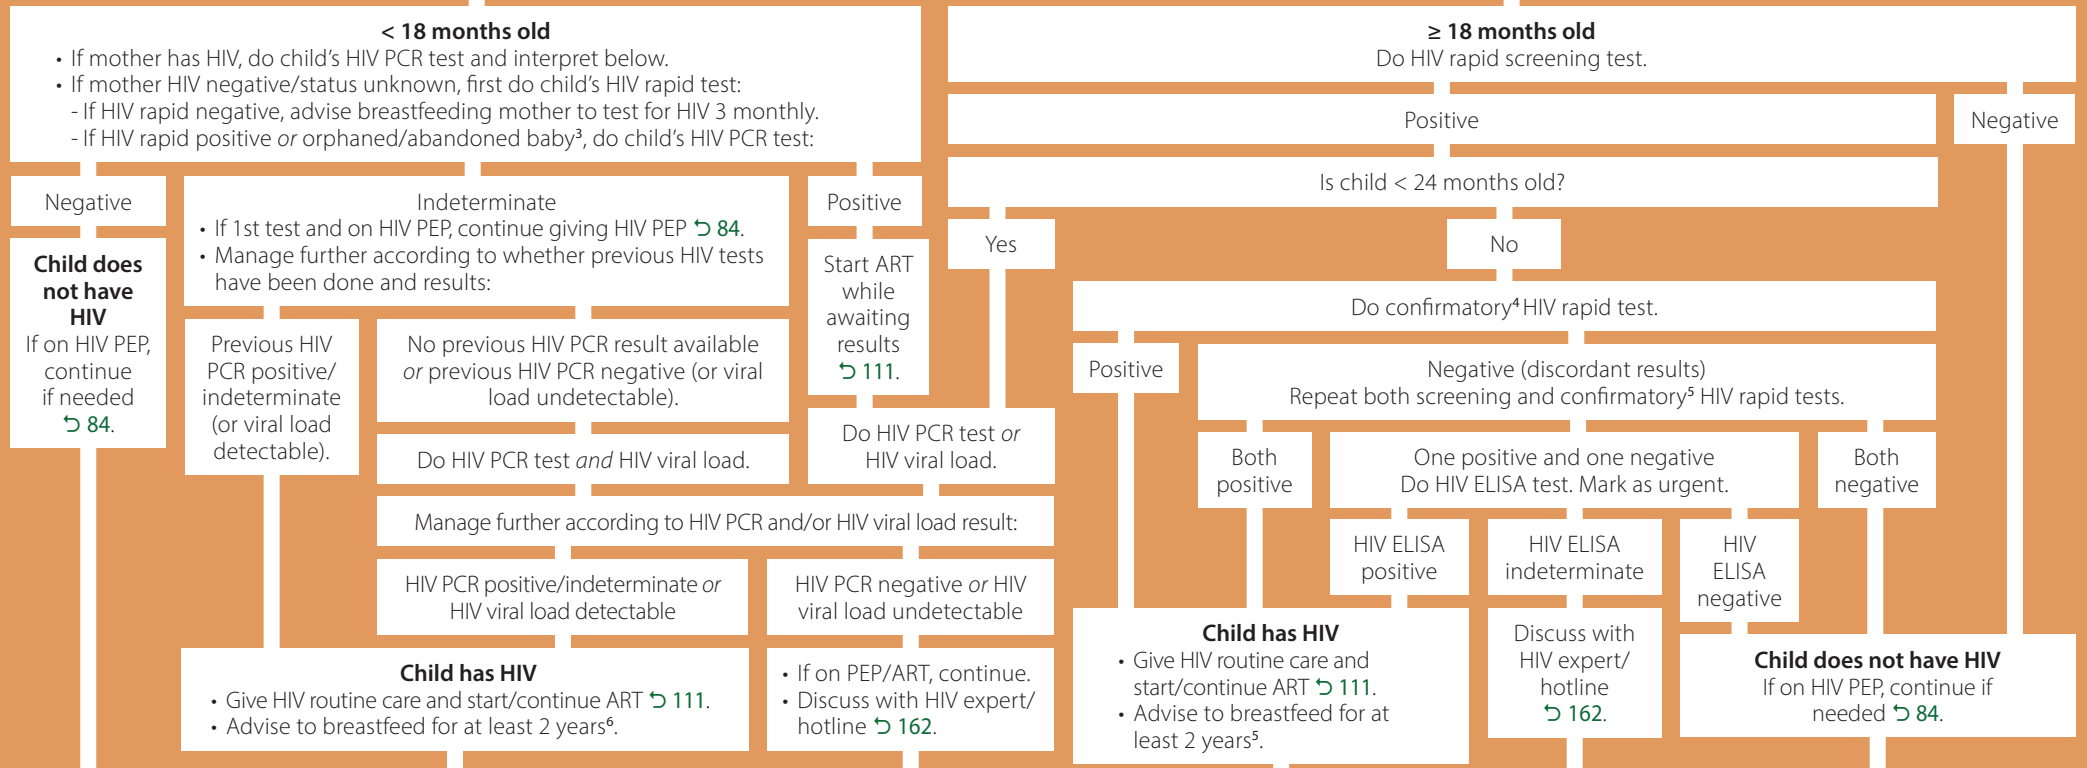 < 18 months old
• If mother has HIV, do child's HIV PCR test and interpret below.
• If mother HIV negative/status unknown, first do child's HIV rapid test:
- If HIV rapid negative, advise breastfeeding mother to test for HIV 3 monthly.
- If HIV rapid positive or orphaned/abandoned baby³, do child's HIV PCR test:
Negative
Child does
not have
HIV
If on HIV PEP,
continue
if needed
⮌ 84.
Indeterminate
• If 1st test and on HIV PEP, continue giving HIV PEP ⮌ 84.
• Manage further according to whether previous HIV tests
have been done and results:
Previous HIV
PCR positive/
indeterminate
(or viral load
detectable).
No previous HIV PCR result available
or previous HIV PCR negative (or viral
load undetectable).
Do HIV PCR test and HIV viral load.
Positive
Start ART
while
awaiting
results
⮌ 111.
Do HIV PCR test or
HIV viral load.
Manage further according to HIV PCR and/or HIV viral load result:
HIV PCR positive/indeterminate or
HIV viral load detectable
HIV PCR negative or HIV
viral load undetectable
Child has HIV
• Give HIV routine care and start/continue ART ⮌ 111.
• Advise to breastfeed for at least 2 years⁶.
• If on PEP/ART, continue.
• Discuss with HIV expert/
hotline ⮌ 162.
≥ 18 months old
Do HIV rapid screening test.
Positive
Negative
Is child < 24 months old?
Yes
No
Do confirmatory⁴ HIV rapid test.
Positive
Negative (discordant results)
Repeat both screening and confirmatory⁵ HIV rapid tests.
Both
positive
One positive and one negative
Do HIV ELISA test. Mark as urgent.
Both
negative
HIV ELISA
positive
HIV ELISA
indeterminate
HIV
ELISA
negative
Child has HIV
• Give HIV routine care and
start/continue ART ⮌ 111.
• Advise to breastfeed for at
least 2 years⁵.
Discuss with
HIV expert/
hotline
⮌ 162.
Child does not have HIV
If on HIV PEP, continue if
needed ⮌ 84.